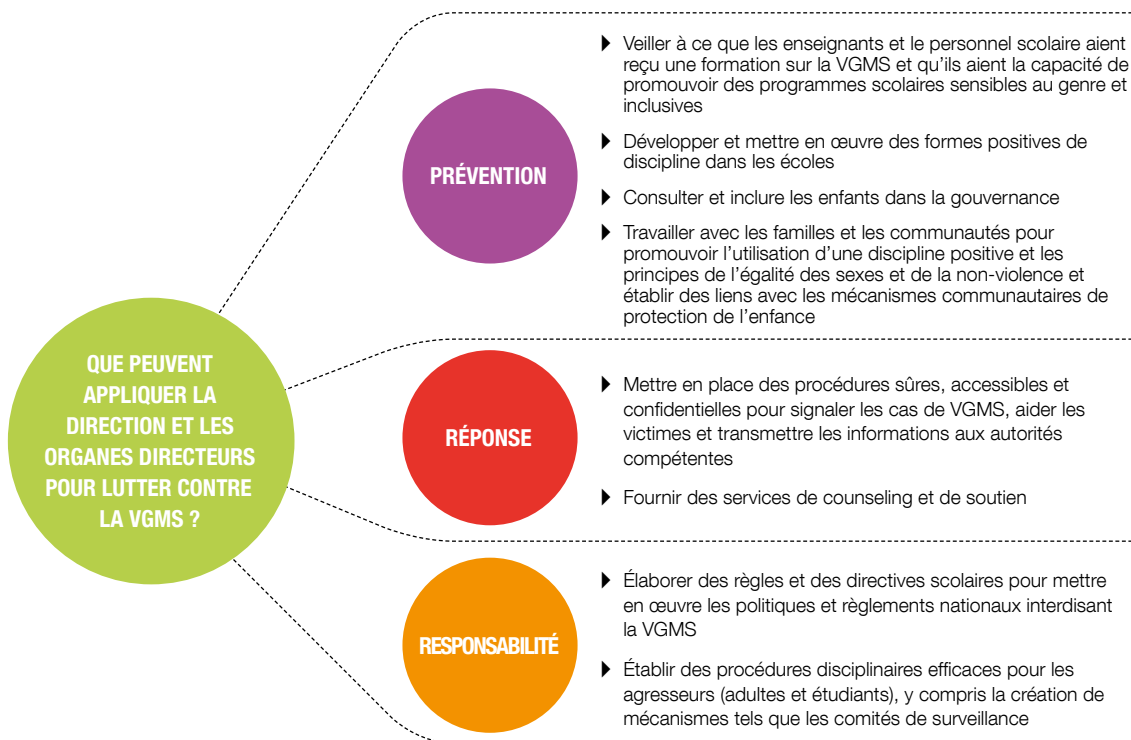 QUE PEUVENT
APPLIQUER LA
DIRECTION ET LES
ORGANES DIRECTEURS
POUR LUTTER CONTRE
LA VGMS ?
PRÉVENTION
Veiller à ce que les enseignants et le personnel scolaire aient
reçu une formation sur la VGMS et qu’ils aient la capacité de
promouvoir des programmes scolaires sensibles au genre et
inclusives
Développer et mettre en œuvre des formes positives de
discipline dans les écoles
Consulter et inclure les enfants dans la gouvernance
Travailler avec les familles et les communautés pour
promouvoir l’utilisation d’une discipline positive et les
principes de l’égalité des sexes et de la non-violence et
établir des liens avec les mécanismes communautaires de
protection de l’enfance
RÉPONSE
Mettre en place des procédures sûres, accessibles et
confidentielles pour signaler les cas de VGMS, aider les
victimes et transmettre les informations aux autorités
compétentes
Fournir des services de counseling et de soutien
RESPONSABILITÉ
Élaborer des règles et des directives scolaires pour mettre
en œuvre les politiques et règlements nationaux interdisant
la VGMS
Établir des procédures disciplinaires efficaces pour les
agresseurs (adultes et étudiants), y compris la création de
mécanismes tels que les comités de surveillance